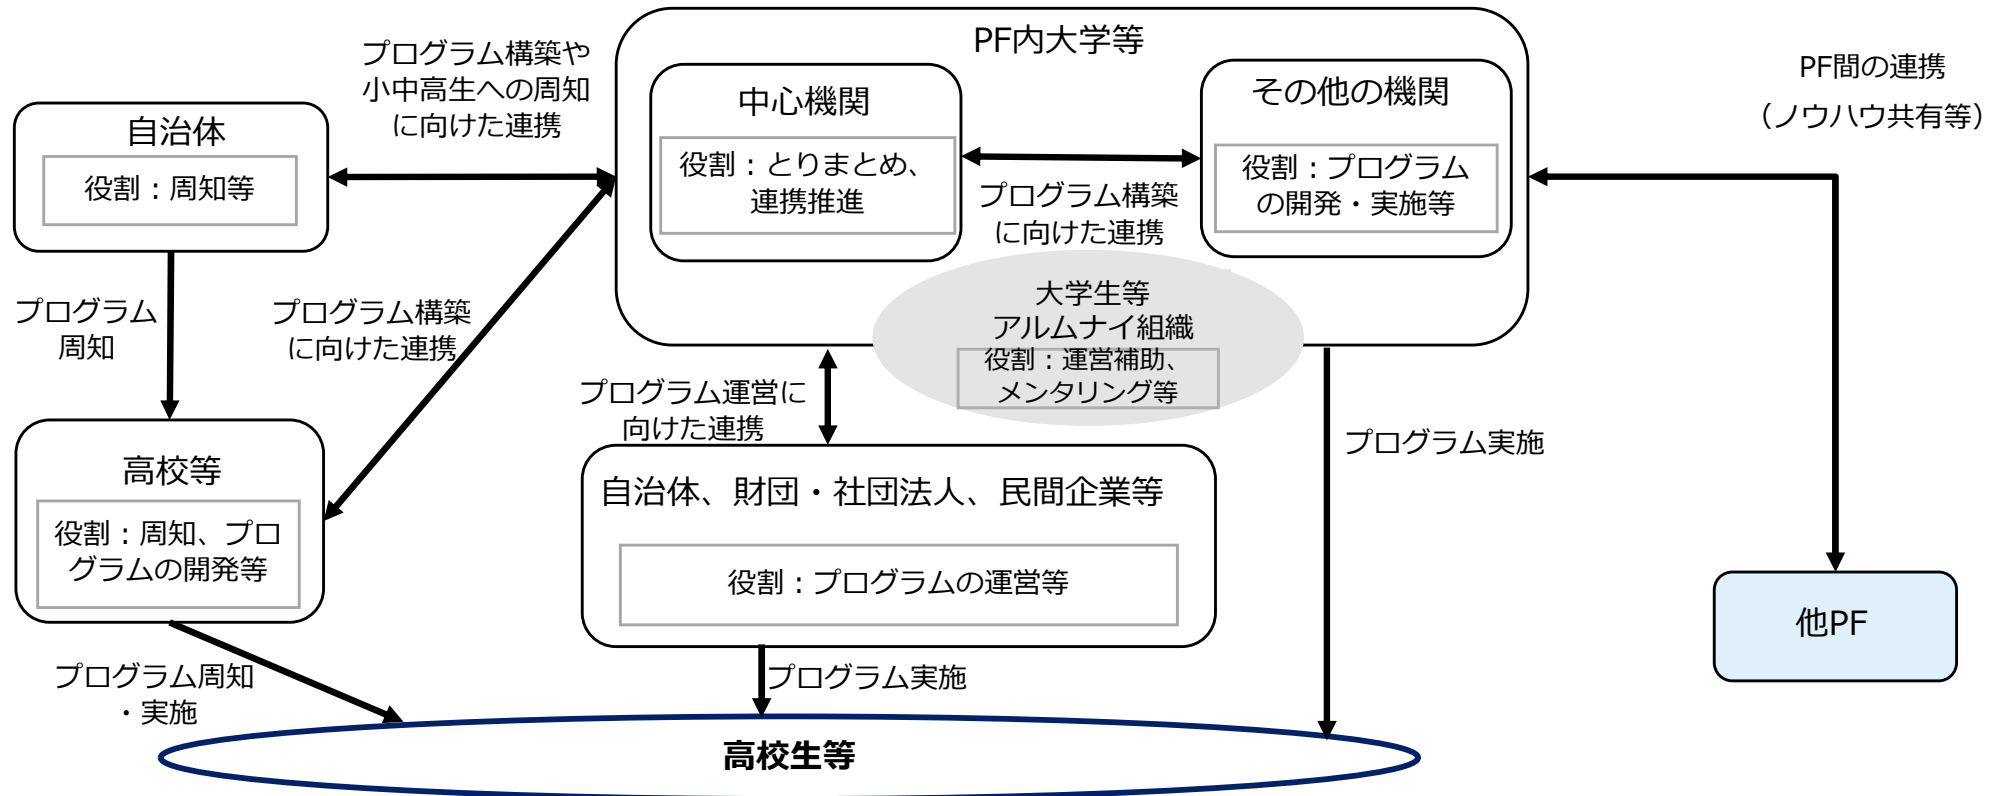 PF内大学等
プログラム構築や
小中高生への周知
に向けた連携
PF間の連携
（ノウハウ共有等）
自治体
役割：周知等
中心機関
役割：とりまとめ、
連携推進
その他の機関
役割：プログラム
の開発・実施等
プログラム構築
に向けた連携
大学生等
アルムナイ組織
役割：運営補助、
メンタリング等
プログラム
周知
プログラム構築
に向けた連携
プログラム運営に
向けた連携
プログラム実施
高校等
役割：周知、プロ
グラムの開発等
自治体、財団・社団法人、民間企業等
役割：プログラムの運営等
他PF
プログラム周知
・実施
プログラム実施
高校生等